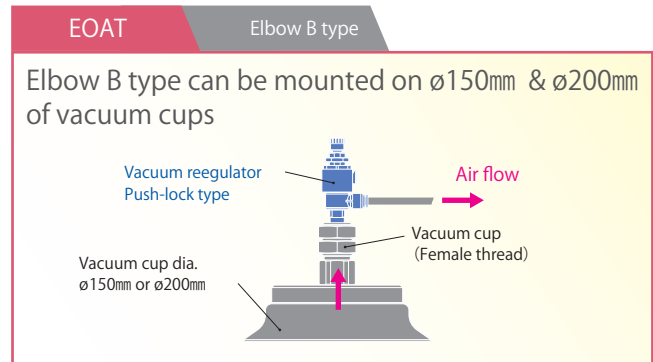 EOAT
Elbow B type
Elbow B type can be mounted on ø150㎜ & ø200㎜
of vacuum cups
Vacuum reegulator
Push-lock type
Air flow
Vacuum cup
(Female thread)
Vacuum cup dia.
ø150㎜ or ø200㎜